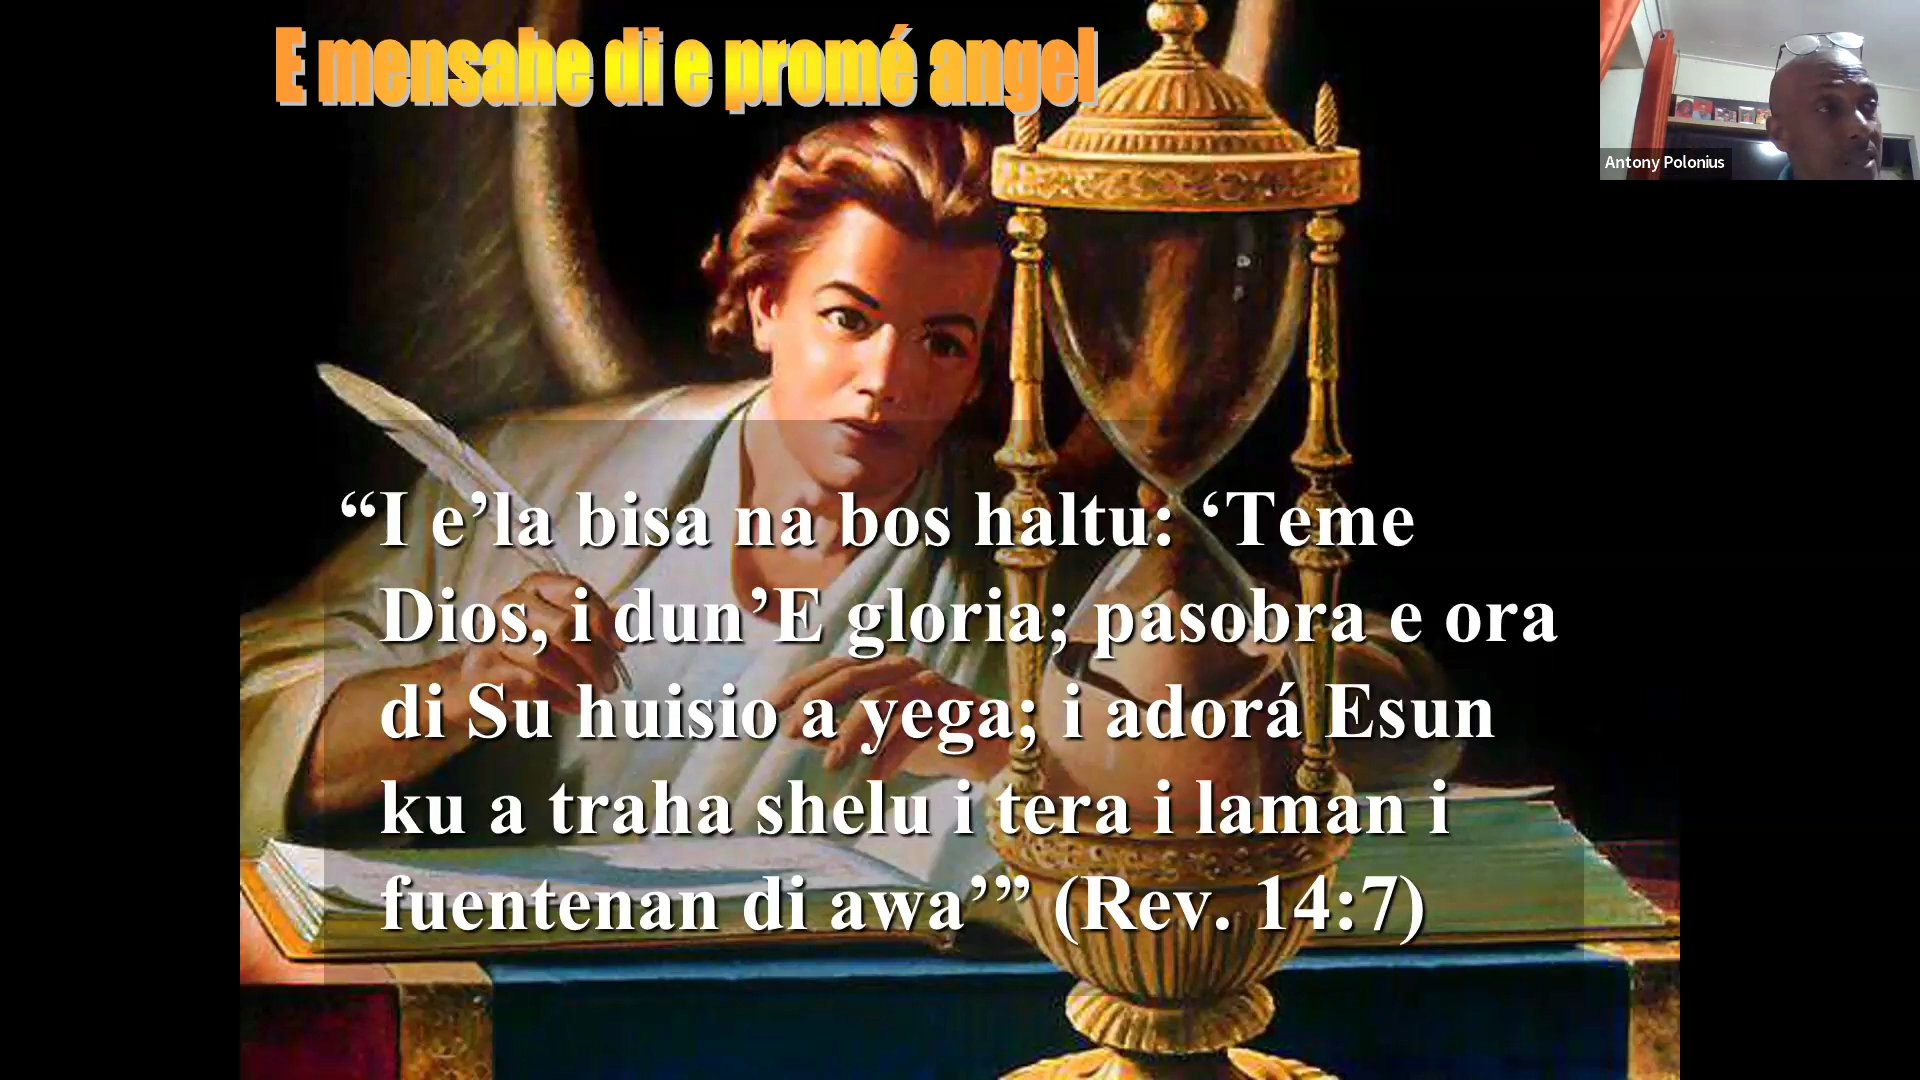 E mensahe di e promé angel
Antony Polonius
“I e’la bisa na bos haltu: ‘Teme
Dios, i dun’E gloria; pasobra e ora
di Su huisio a yega; i adorá Esun
ku a traha shelu i tera i laman i
fuentenan di awa’” (Rev. 14:7)